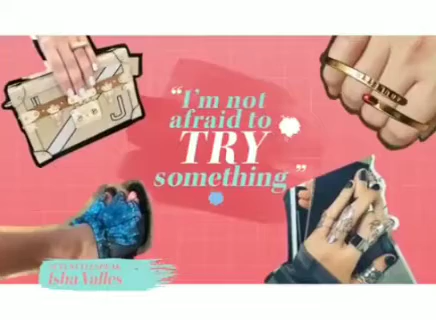 “I'm not
afraid to
TRY
something”
J
Isha Valles